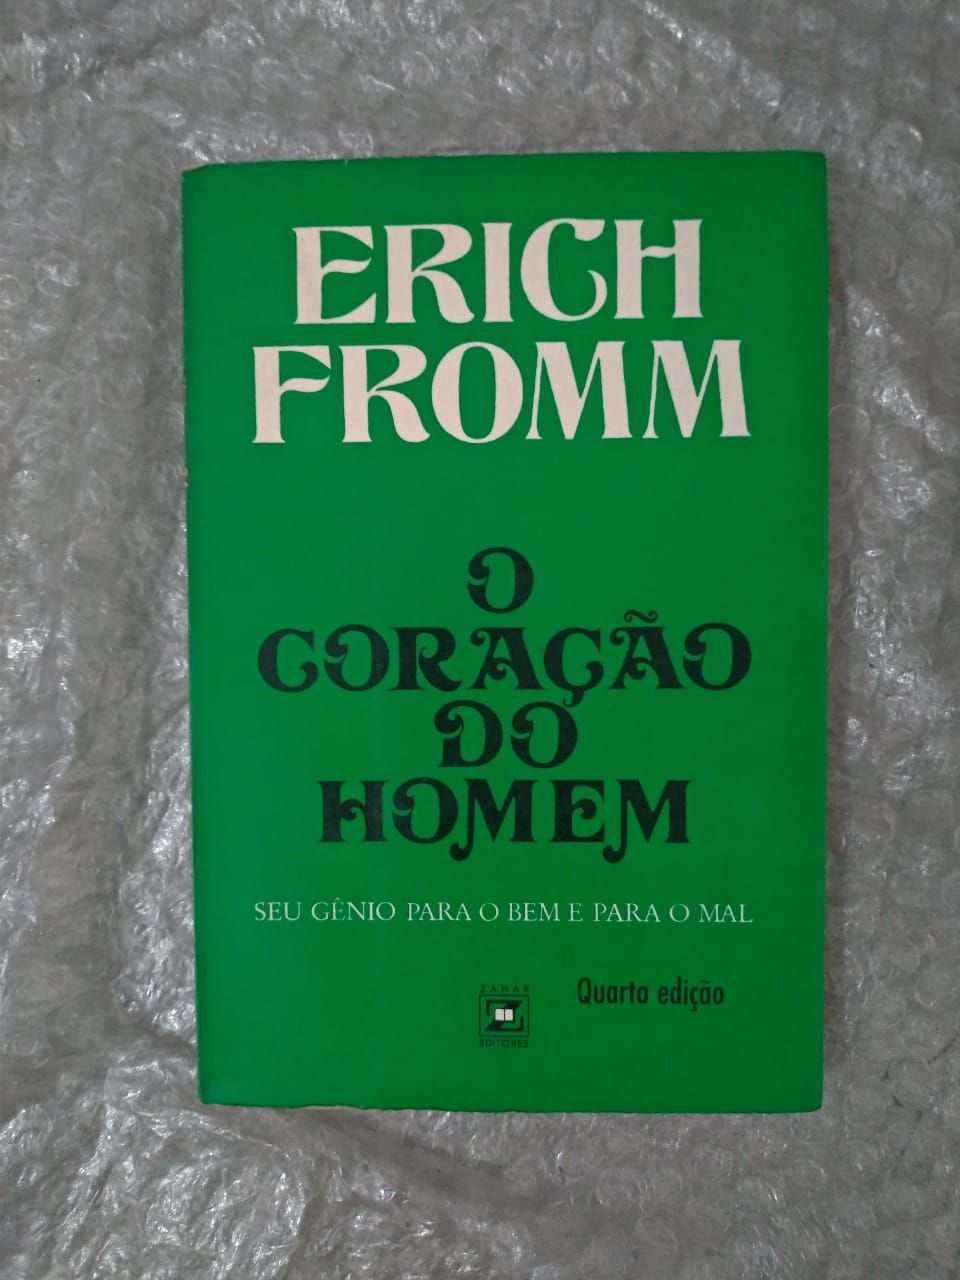 ERICH
FROMM
O
CORAÇÃO
DO
HOMEM
SEU GÊNIO PARA O BEM E PARA O MAL
ZAHAR
EDITORES
Quarta edição